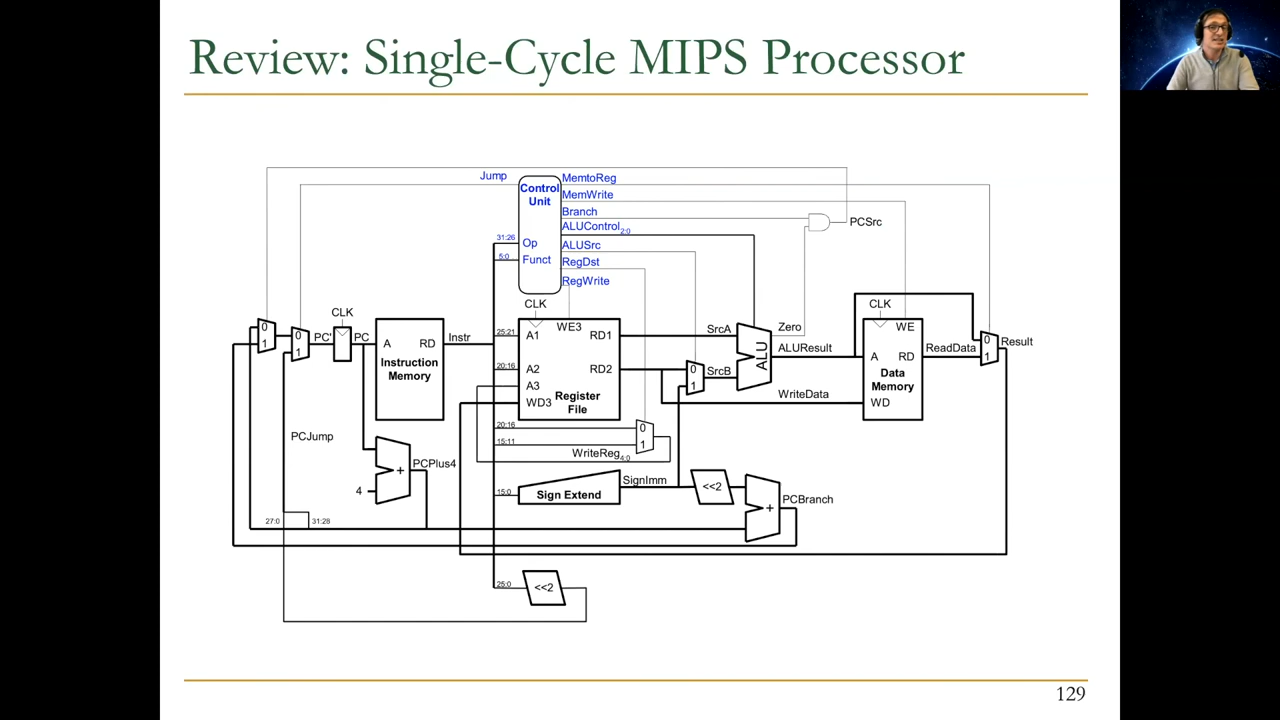 Review: Single-Cycle MIPS Processor
Jump
MemtoReg
Control
Unit
MemWrite
Branch
PCSrc
ALUControl2:0
31:26
Op
ALUSrc
5:0
Funct
RegDst
RegWrite
CLK
CLK
CLK
0
1
0
1
PC'
PC
A
RD
Instruction
Memory
Instr
25:21
A1
WE3
RD1
20:16
A2
RD2
A3
WD3
Register
File
SrcA
0
1
SrcB
ALU
Zero
ALUResult
WE
A
RD
Data
Memory
WD
ReadData
0
1
Result
WriteData
20:16
0
15:11
1
WriteReg4:0
PCJump
+
PCPlus4
4
15:0
Sign Extend
SignImm
<<2
+
PCBranch
27:0
31:28
25:0
<<2
129